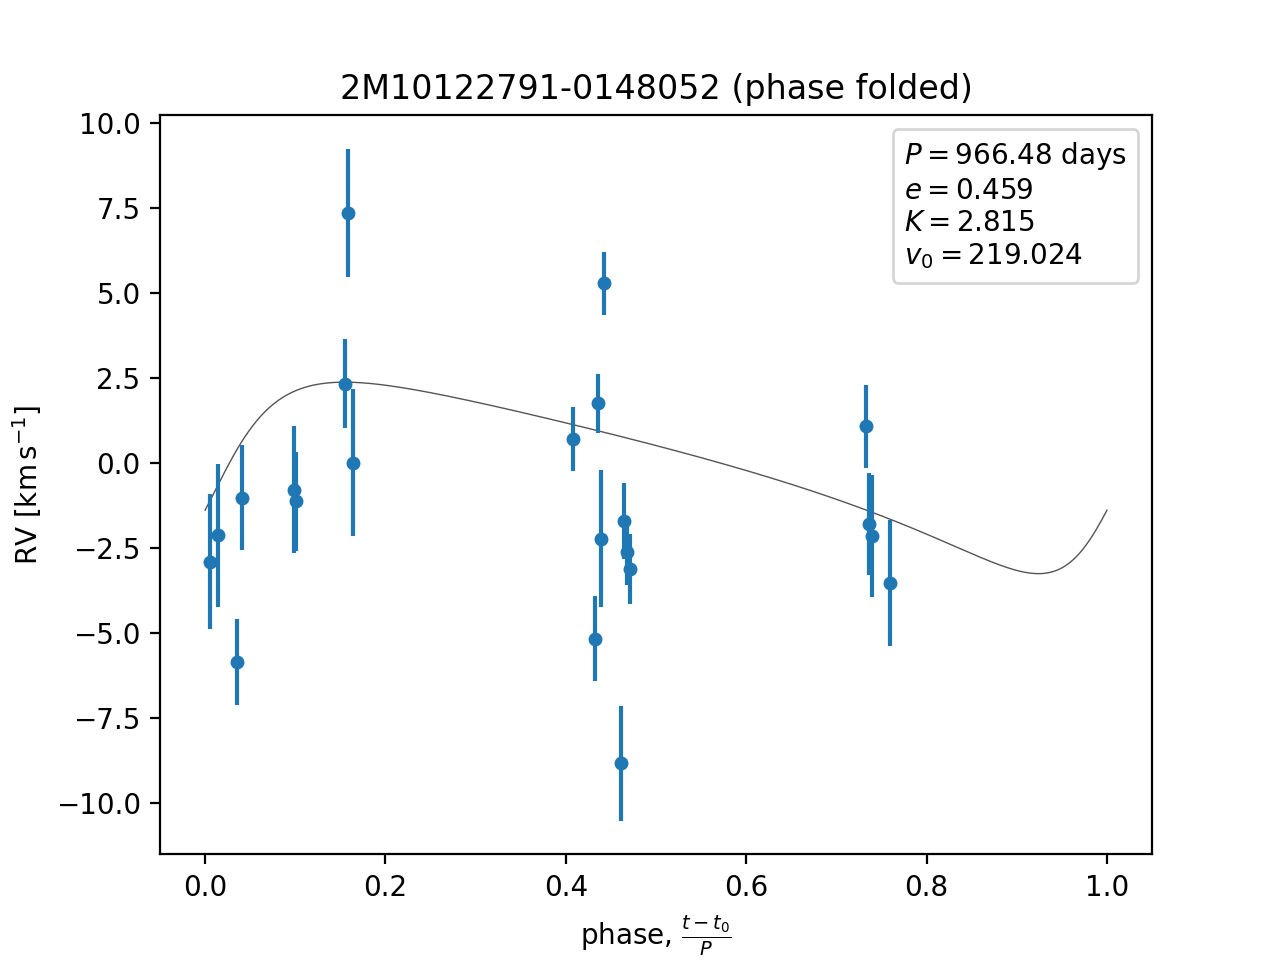 2M10122791-0148052 (phase folded)
P = 966.48 days
e = 0.459
K = 2.815
v₀ = 219.024
RV [km s⁻¹]
10.0
7.5
5.0
2.5
0.0
−2.5
−5.0
−7.5
−10.0
0.0 0.2 0.4 0.6 0.8 1.0
phase, (t − t₀)/P